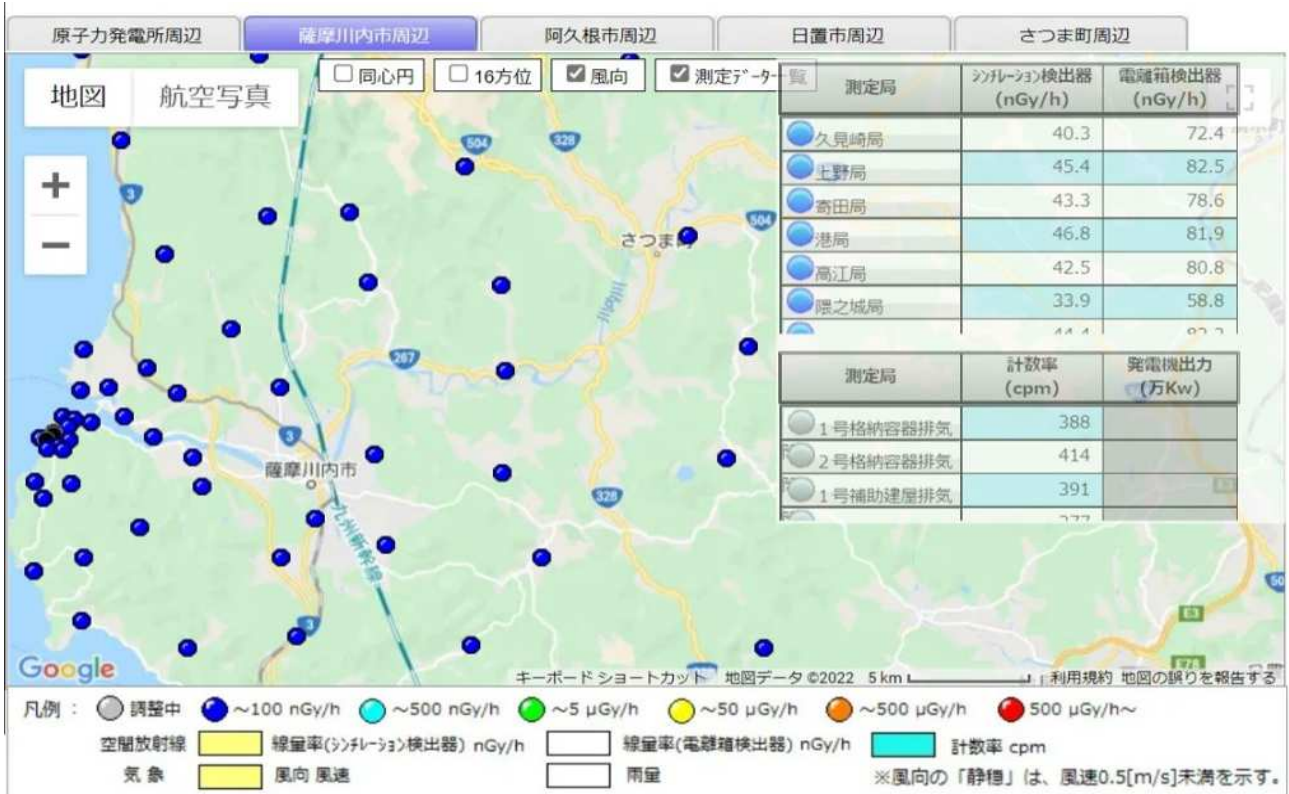 原子力発電所周辺
薩摩川内市周辺
阿久根市周辺
日置市周辺
さつま町周辺
地図
航空写真
同心円
16方位
風向
測定ﾃﾞｰﾀ一覧
+
−
測定局
ｼﾝﾁﾚｰｼｮﾝ検出器
(nGy/h)
電離箱検出器
(nGy/h)
久見崎局 40.3 72.4
上野局 45.4 82.5
寄田局 43.3 78.6
港局 46.8 81.9
高江局 42.5 80.8
隈之城局 33.9 58.8
測定局
計数率
(cpm)
発電機出力
(万Kw)
1号格納容器排気 388
2号格納容器排気 414
1号補助建屋排気 391
504
328
3
504
さつま町
川内川
267
3
薩摩川内市
328
九州新幹線
3
E3
E78
Google
キーボード ショートカット 地図データ ©2022 5 km 利用規約 地図の誤りを報告する
凡例 : 調整中 ～100 nGy/h ～500 nGy/h ～5 μGy/h ～50 μGy/h ～500 μGy/h 500 μGy/h～
空間放射線 線量率(ｼﾝﾁﾚｰｼｮﾝ検出器) nGy/h 線量率(電離箱検出器) nGy/h 計数率 cpm
気 象 風向 風速 雨量 ※風向の「静穏」は、風速0.5[m/s]未満を示す。